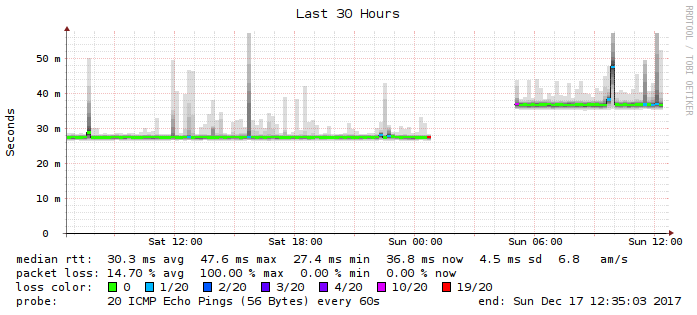 Last 30 Hours
RRDTOOL / TOBI OETIKER
Seconds
50 m
40 m
30 m
20 m
10 m
0
Sat 12:00 Sat 18:00 Sun 00:00 Sun 06:00 Sun 12:00
median rtt: 30.3 ms avg 47.6 ms max 27.4 ms min 36.8 ms now 4.5 ms sd 6.8 am/s
packet loss: 14.70 % avg 100.00 % max 0.00 % min 0.00 % now
loss color: 0 1/20 2/20 3/20 4/20 10/20 19/20
probe: 20 ICMP Echo Pings (56 Bytes) every 60s end: Sun Dec 17 12:35:03 2017